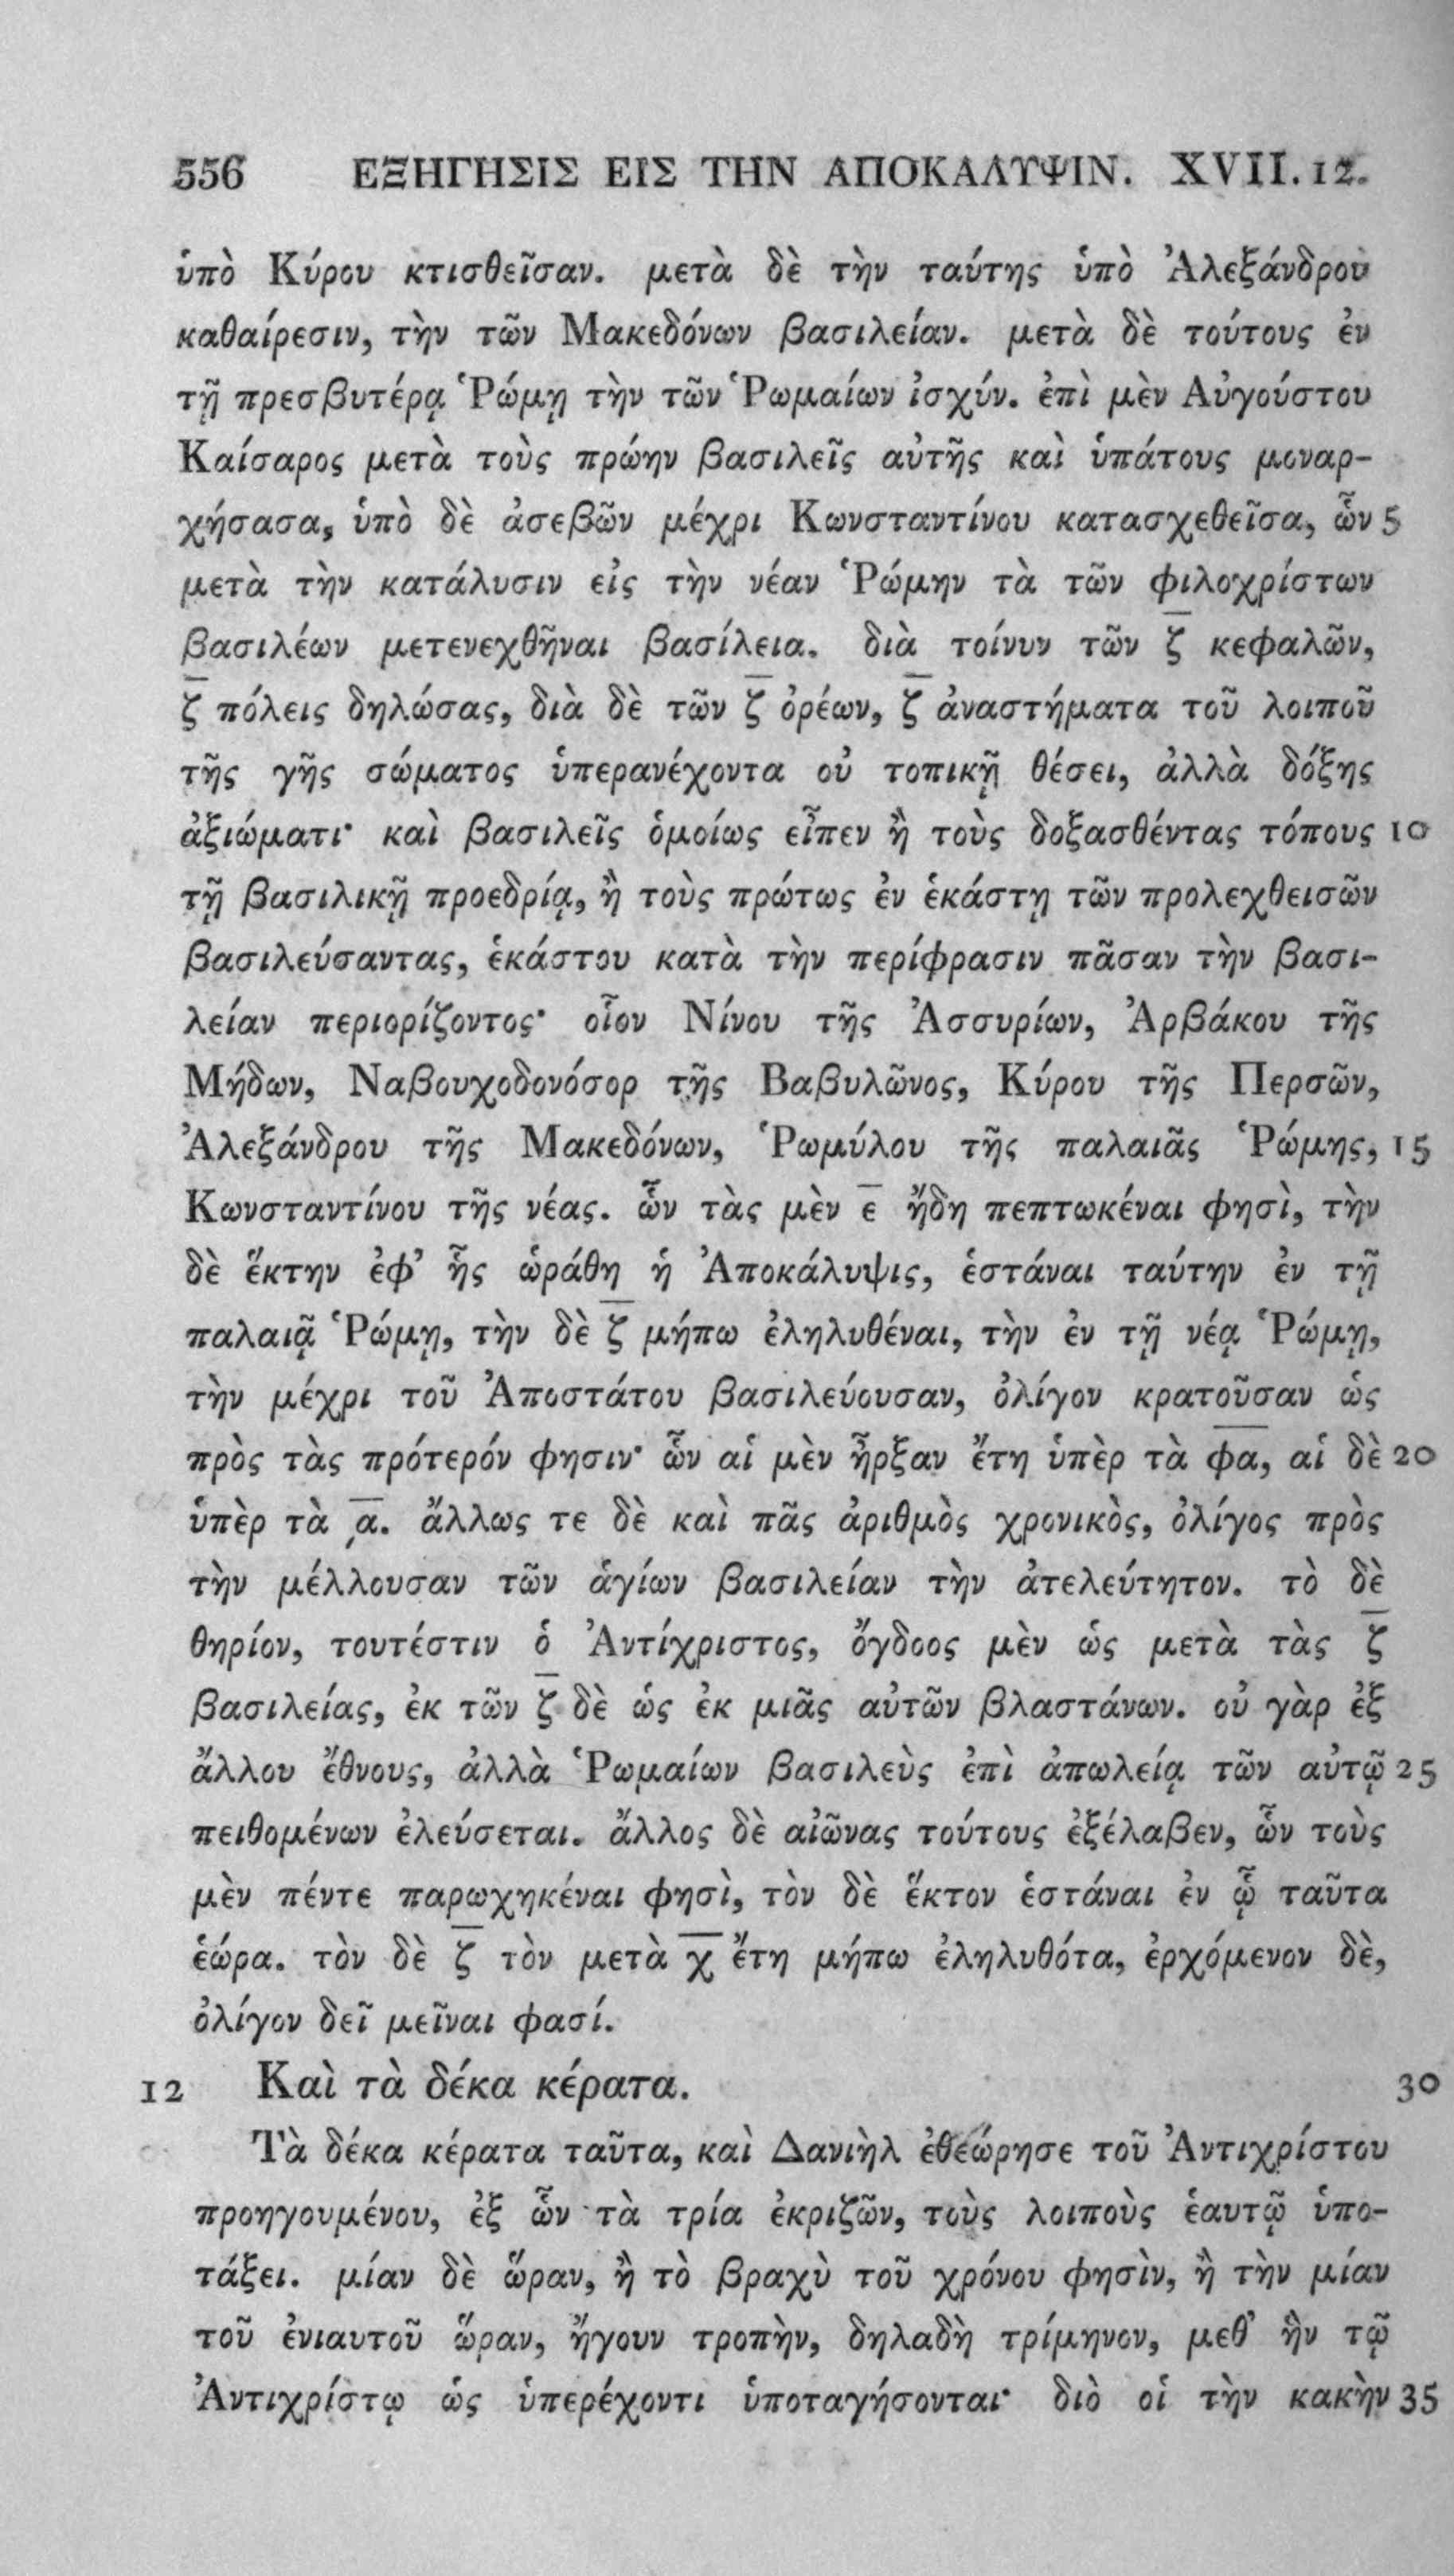 556 ΕΞΗΓΗΣΙΣ ΕΙΣ ΤΗΝ ΑΠΟΚΑΛΥΨΙΝ. XVII. 12.
ὑπὸ Κύρου κτισθεῖσαν. μετὰ δὲ τὴν ταύτης ὑπὸ Ἀλεξάνδρου
καθαίρεσιν, τὴν τῶν Μακεδόνων βασιλείαν. μετὰ δὲ τούτους ἐν
τῇ πρεσβυτέρᾳ Ῥώμῃ τὴν τῶν Ῥωμαίων ἰσχύν. ἐπὶ μὲν Αὐγούστου
Καίσαρος μετὰ τοὺς πρώην βασιλεῖς αὐτῆς καὶ ὑπάτους μοναρ-
χήσασα, ὑπὸ δὲ ἀσεβῶν μέχρι Κωνσταντίνου κατασχεθεῖσα, ὧν 5
μετὰ τὴν κατάλυσιν εἰς τὴν νέαν Ῥώμην τὰ τῶν φιλοχρίστων
βασιλέων μετενεχθῆναι βασίλεια. διὰ τοίνυν τῶν ζ̅ κεφαλῶν,
ζ̅ πόλεις δηλώσας, διὰ δὲ τῶν ζ̅ ὀρέων, ζ̅ ἀναστήματα τοῦ λοιποῦ
τῆς γῆς σώματος ὑπερανέχοντα οὐ τοπικῇ θέσει, ἀλλὰ δόξης
ἀξιώματι· καὶ βασιλεῖς ὁμοίως εἶπεν ἢ τοὺς δοξασθέντας τόπους 10
τῇ βασιλικῇ προεδρίᾳ, ἢ τοὺς πρώτως ἐν ἑκάστῃ τῶν προλεχθεισῶν
βασιλεύσαντας, ἑκάστου κατὰ τὴν περίφρασιν πᾶσαν τὴν βασι-
λείαν περιορίζοντος· οἷον Νίνου τῆς Ἀσσυρίων, Ἀρβάκου τῆς
Μήδων, Ναβουχοδονόσορ τῆς Βαβυλῶνος, Κύρου τῆς Περσῶν,
Ἀλεξάνδρου τῆς Μακεδόνων, Ῥωμύλου τῆς παλαιᾶς Ῥώμης, 15
Κωνσταντίνου τῆς νέας. ὧν τὰς μὲν ε̅ ἤδη πεπτωκέναι φησὶ, τὴν
δὲ ἕκτην ἐφ’ ἧς ὡράθη ἡ Ἀποκάλυψις, ἑστάναι ταύτην ἐν τῇ
παλαιᾷ Ῥώμῃ, τὴν δὲ ζ̅ μήπω ἐληλυθέναι, τὴν ἐν τῇ νέᾳ Ῥώμῃ,
τὴν μέχρι τοῦ Ἀποστάτου βασιλεύουσαν, ὀλίγον κρατοῦσαν ὡς
πρὸς τὰς πρότερόν φησιν· ὧν αἱ μὲν ἦρξαν ἔτη ὑπὲρ τὰ φ̅α̅, αἱ δὲ 20
ὑπὲρ τὰ ͵α̅. ἄλλως τε δὲ καὶ πᾶς ἀριθμὸς χρονικὸς, ὀλίγος πρὸς
τὴν μέλλουσαν τῶν ἁγίων βασιλείαν τὴν ἀτελεύτητον. τὸ δὲ
θηρίον, τουτέστιν ὁ Ἀντίχριστος, ὄγδοος μὲν ὡς μετὰ τὰς ζ̅
βασιλείας, ἐκ τῶν ζ̅ δὲ ὡς ἐκ μιᾶς αὐτῶν βλαστάνων. οὐ γὰρ ἐξ
ἄλλου ἔθνους, ἀλλὰ Ῥωμαίων βασιλεὺς ἐπὶ ἀπωλείᾳ τῶν αὐτῷ 25
πειθομένων ἐλεύσεται. ἄλλος δὲ αἰῶνας τούτους ἐξέλαβεν, ὧν τοὺς
μὲν πέντε παρωχηκέναι φησὶ, τὸν δὲ ἕκτον ἑστάναι ἐν ᾧ ταῦτα
ἑώρα. τὸν δὲ ζ̅ τὸν μετὰ χ̅ ἔτη μήπω ἐληλυθότα, ἐρχόμενον δὲ,
ὀλίγον δεῖ μεῖναι φασί.
12 Καὶ τὰ δέκα κέρατα. 30
Τὰ δέκα κέρατα ταῦτα, καὶ Δανιὴλ ἐθεώρησε τοῦ Ἀντιχρίστου
προηγουμένου, ἐξ ὧν τὰ τρία ἐκριζῶν, τοὺς λοιποὺς ἑαυτῷ ὑπο-
τάξει. μίαν δὲ ὥραν, ἢ τὸ βραχὺ τοῦ χρόνου φησὶν, ἢ τὴν μίαν
τοῦ ἐνιαυτοῦ ὥραν, ἤγουν τροπὴν, δηλαδὴ τρίμηνον, μεθ’ ἣν τῷ
Ἀντιχρίστῳ ὡς ὑπερέχοντι ὑποταγήσονται· διὸ οἱ τὴν κακὴν 35